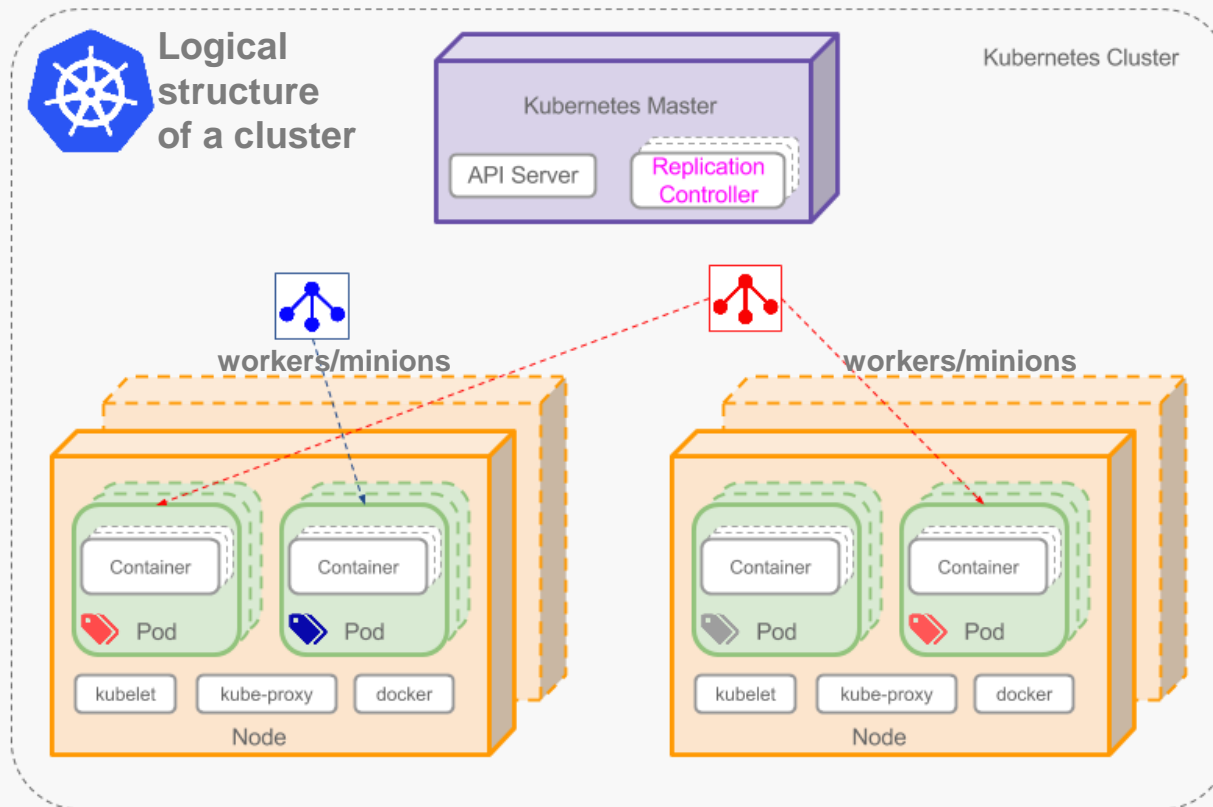 Logical
structure
of a cluster
Kubernetes Cluster
Kubernetes Master
API Server
Replication
Controller
workers/minions
workers/minions
Container
Container
Pod
Pod
kubelet
kube-proxy
docker
Node
Container
Container
Pod
Pod
kubelet
kube-proxy
docker
Node